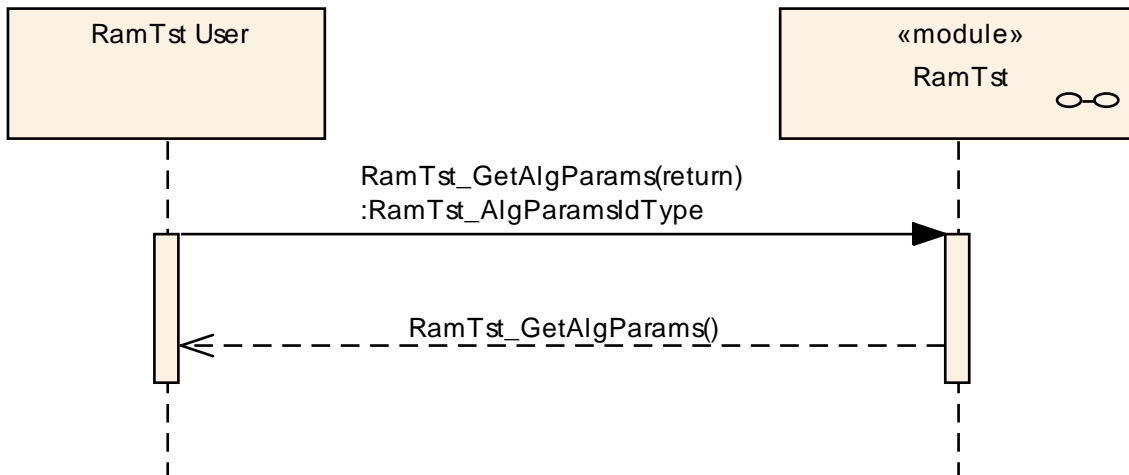 RamTst User
«module»
RamTst
RamTst_GetAlgParams(return)
:RamTst_AlgParamsIdType
RamTst_GetAlgParams()